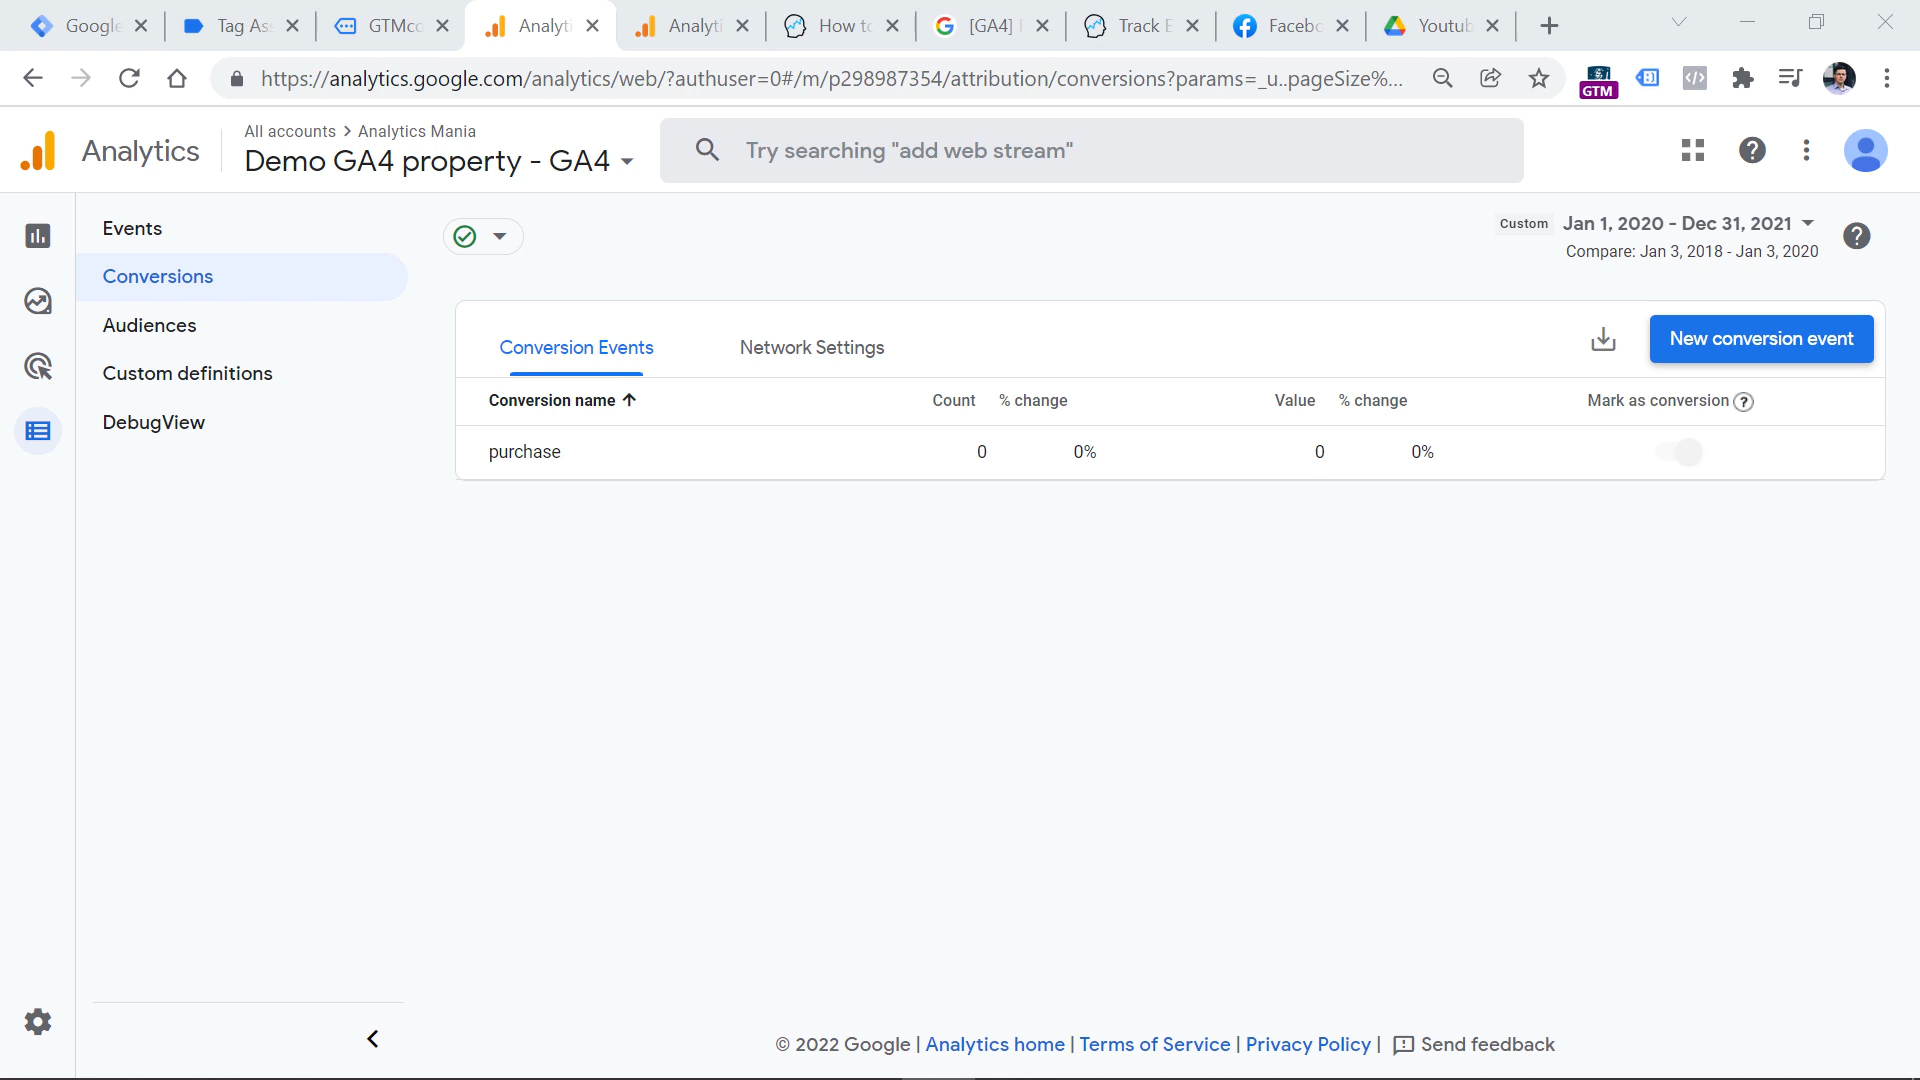 Google
Tag Ass
GTMco
Analyti
Analyti
How to
[GA4]
Track E
Facebo
Youtub
https://analytics.google.com/analytics/web/?authuser=0#/m/p298987354/attribution/conversions?params=_u..pageSize%...
GTM
Analytics
All accounts > Analytics Mania
Demo GA4 property - GA4
Try searching "add web stream"
Events
Conversions
Audiences
Custom definitions
DebugView
Custom Jan 1, 2020 - Dec 31, 2021
Compare: Jan 3, 2018 - Jan 3, 2020
Conversion Events Network Settings New conversion event
Conversion name Count % change Value % change Mark as conversion
purchase 0 0% 0 0%
© 2022 Google | Analytics home | Terms of Service | Privacy Policy | Send feedback